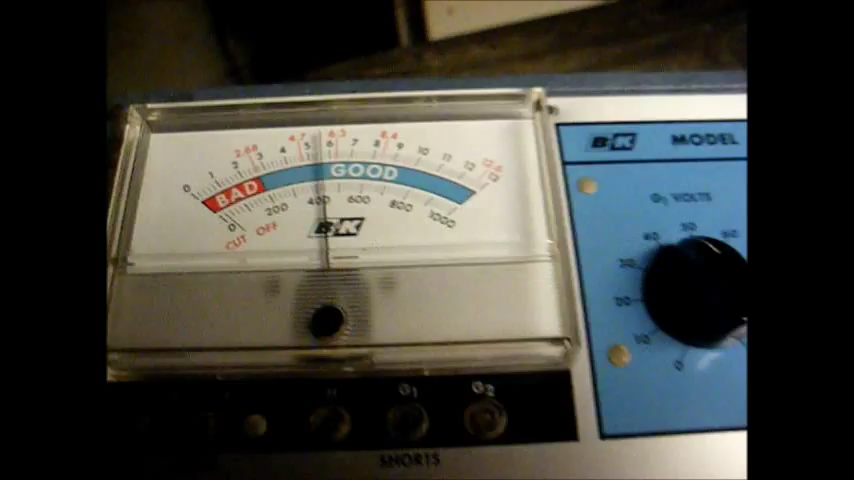 2.68 4.7 6.3 8.4 12.6
0 1 2 3 4 5 6 7 8 9 10 11 12 13
BAD GOOD
0 200 400 600 800 1000
CUT OFF
B&K
B&K MODEL
G2 VOLTS
0 10 20 30 40 50 60
H G1 G2
SHORTS